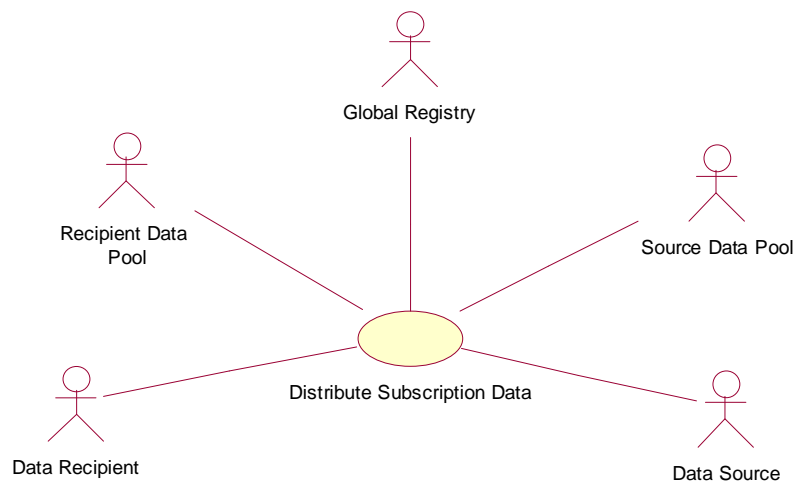 Global Registry
Recipient Data
Pool
Source Data Pool
Distribute Subscription Data
Data Recipient
Data Source